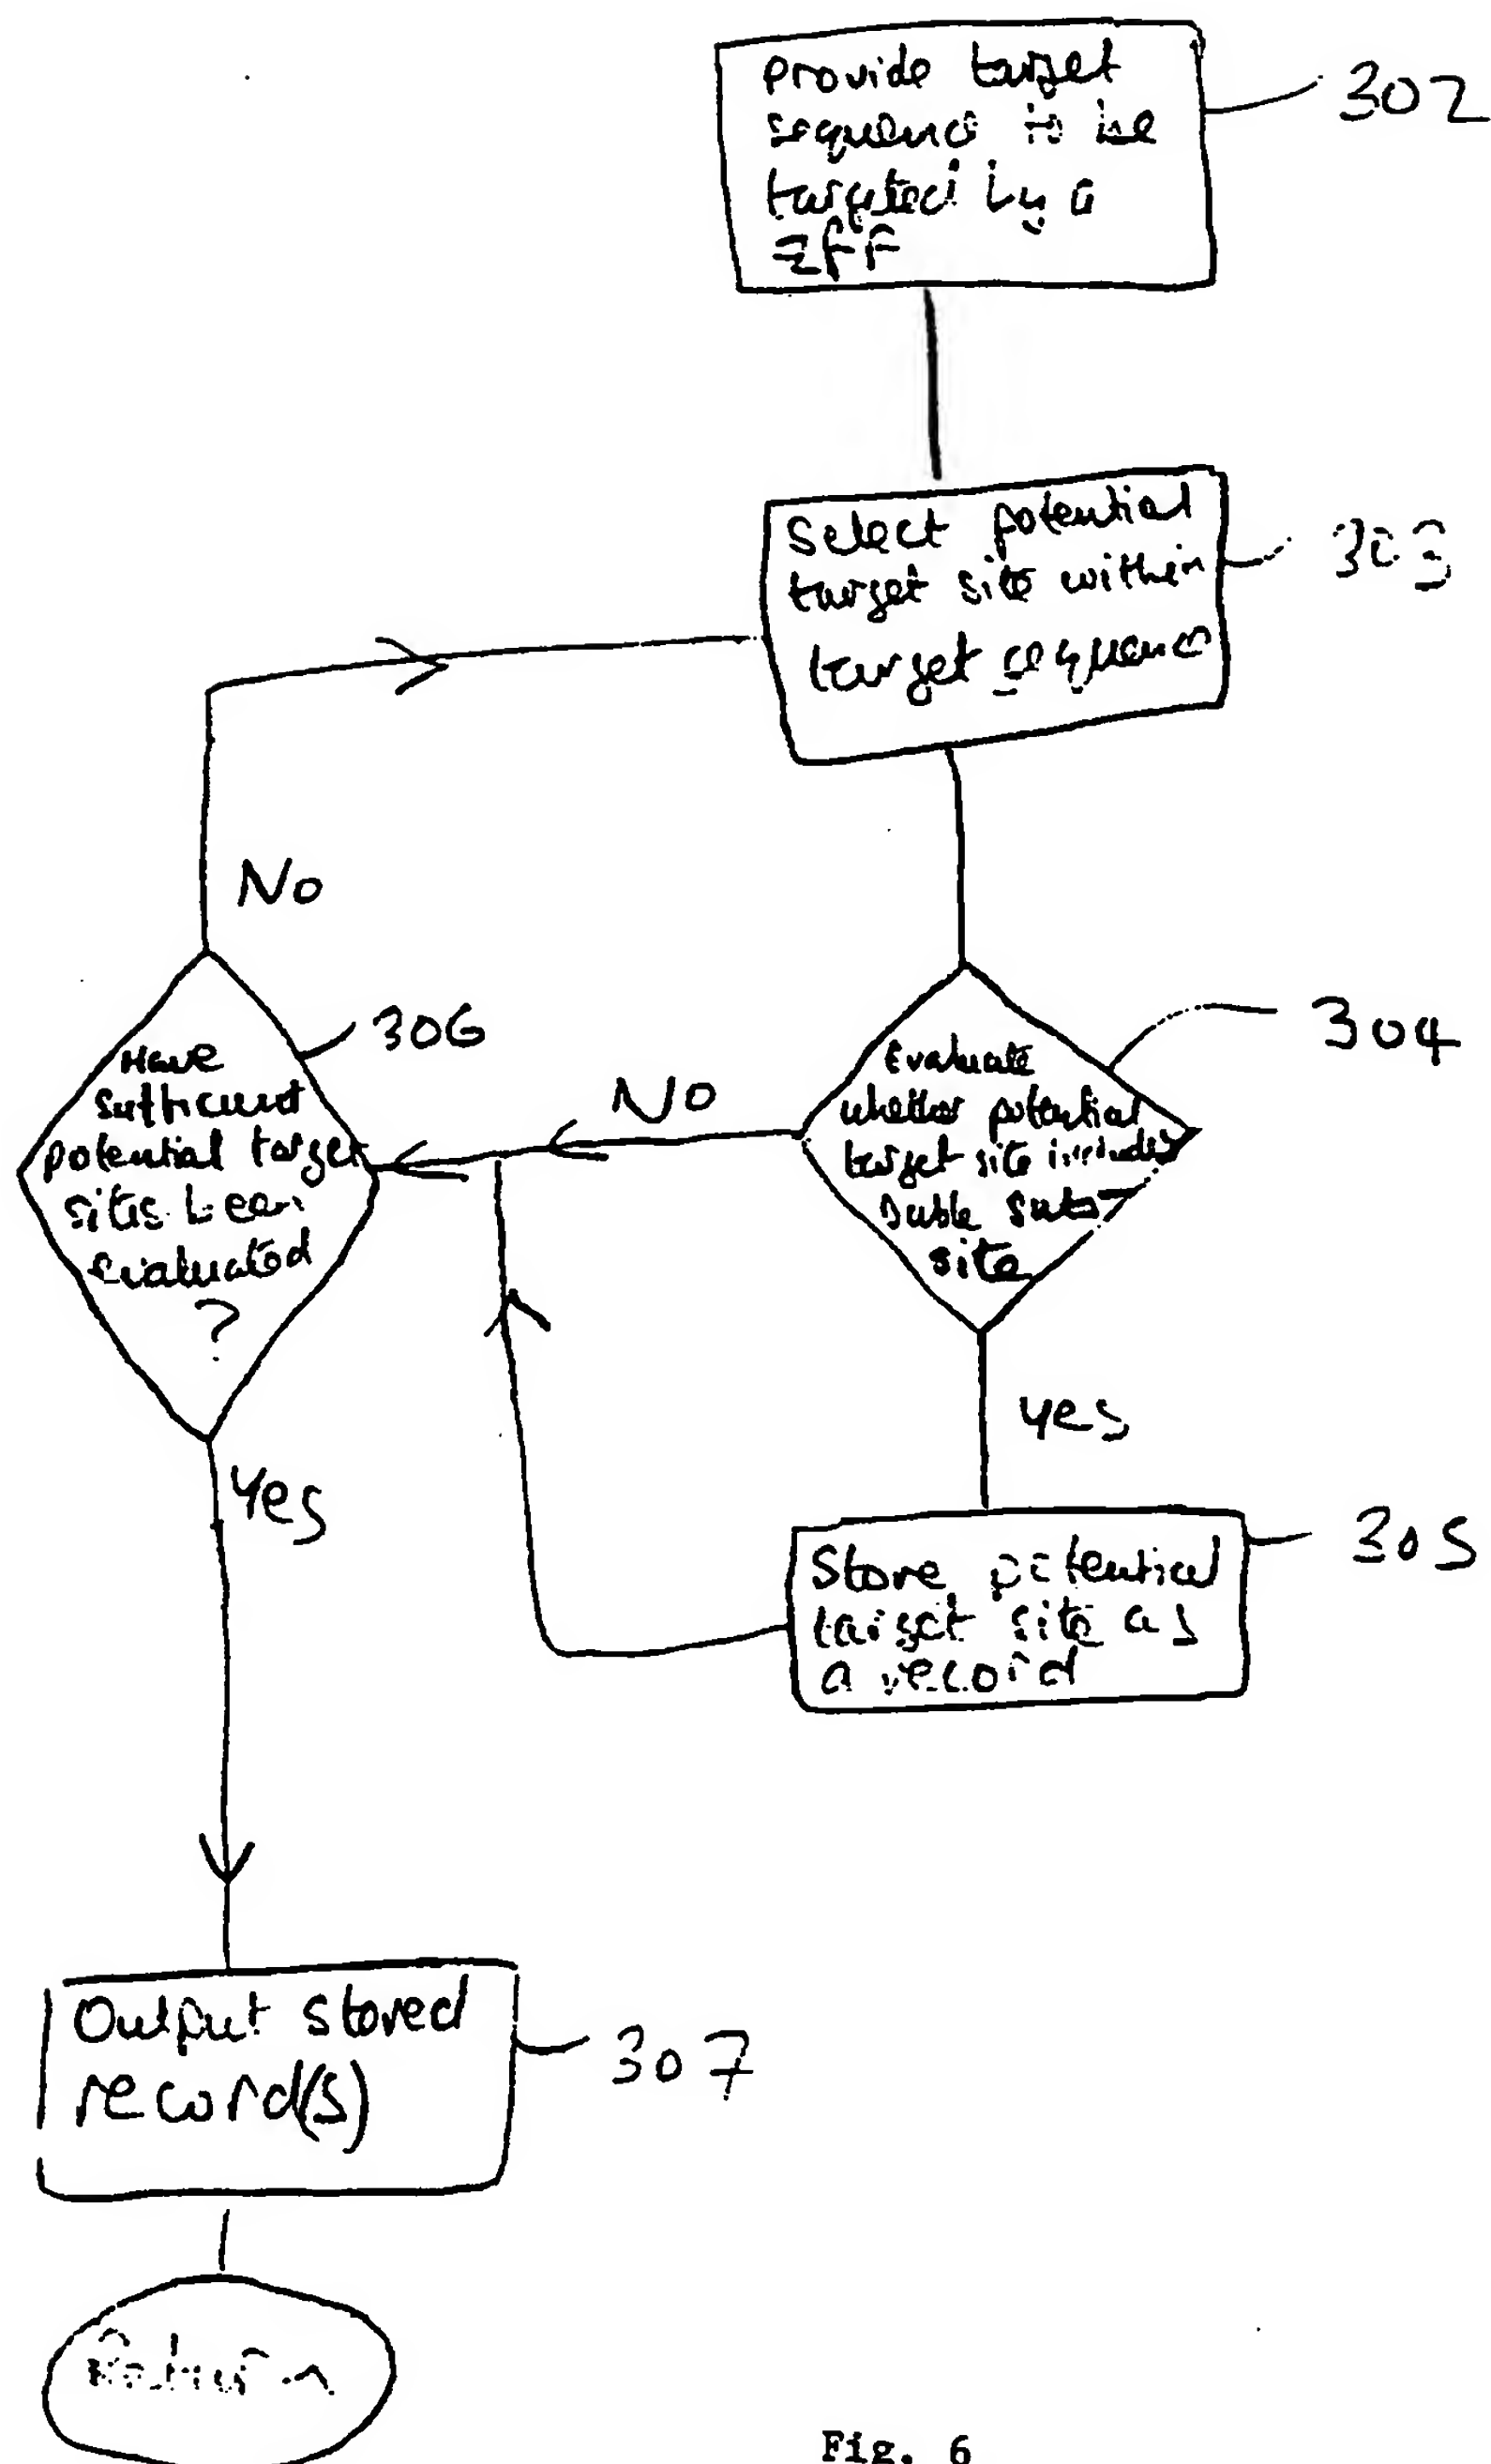 Provide target
sequence to be
targeted by a
ZFP
302
Select potential
target site within
target sequence
303
No
Have
sufficient
potential target
sites been
evaluated
?
306
No
Evaluate
whether potential
target site includes
Dable subs
site
304
yes
Yes
Store potential
target site as
a record
305
Output stored
record(s)
307
Return
Fig. 6